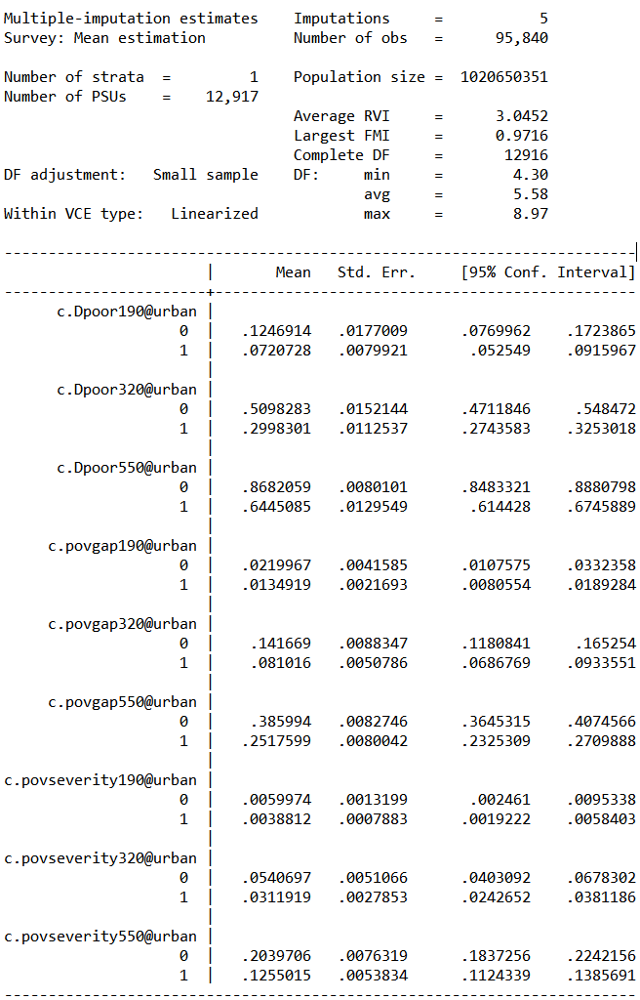 Multiple-imputation estimates    Imputations     =          5
Survey: Mean estimation          Number of obs   =     95,840
Number of strata  =         1    Population size = 1020650351
Number of PSUs    =    12,917
                                 Average RVI     =     3.0452
                                 Largest FMI     =     0.9716
                                 Complete DF     =      12916
DF adjustment:   Small sample    DF:     min     =       4.30
                                         avg     =       5.58
Within VCE type:   Linearized            max     =       8.97
------------------------------------------------------------------------
                       |       Mean   Std. Err.     [95% Conf. Interval]
-----------------------+------------------------------------------------
      c.Dpoor190@urban |
                    0  |   .1246914   .0177009      .0769962    .1723865
                    1  |   .0720728   .0079921       .052549    .0915967
                       |
      c.Dpoor320@urban |
                    0  |   .5098283   .0152144      .4711846     .548472
                    1  |   .2998301   .0112537      .2743583    .3253018
                       |
      c.Dpoor550@urban |
                    0  |   .8682059   .0080101      .8483321    .8880798
                    1  |   .6445085   .0129549       .614428    .6745889
                       |
     c.povgap190@urban |
                    0  |   .0219967   .0041585      .0107575    .0332358
                    1  |   .0134919   .0021693      .0080554    .0189284
                       |
     c.povgap320@urban |
                    0  |    .141669   .0088347      .1180841     .165254
                    1  |    .081016   .0050786      .0686769    .0933551
                       |
     c.povgap550@urban |
                    0  |    .385994   .0082746      .3645315    .4074566
                    1  |   .2517599   .0080042      .2325309    .2709888
                       |
c.povseverity190@urban |
                    0  |   .0059974   .0013199       .002461    .0095338
                    1  |   .0038812   .0007883      .0019222    .0058403
                       |
c.povseverity320@urban |
                    0  |   .0540697   .0051066      .0403092    .0678302
                    1  |   .0311919   .0027853      .0242652    .0381186
                       |
c.povseverity550@urban |
                    0  |   .2039706   .0076319      .1837256    .2242156
                    1  |   .1255015   .0053834      .1124339    .1385691
------------------------------------------------------------------------